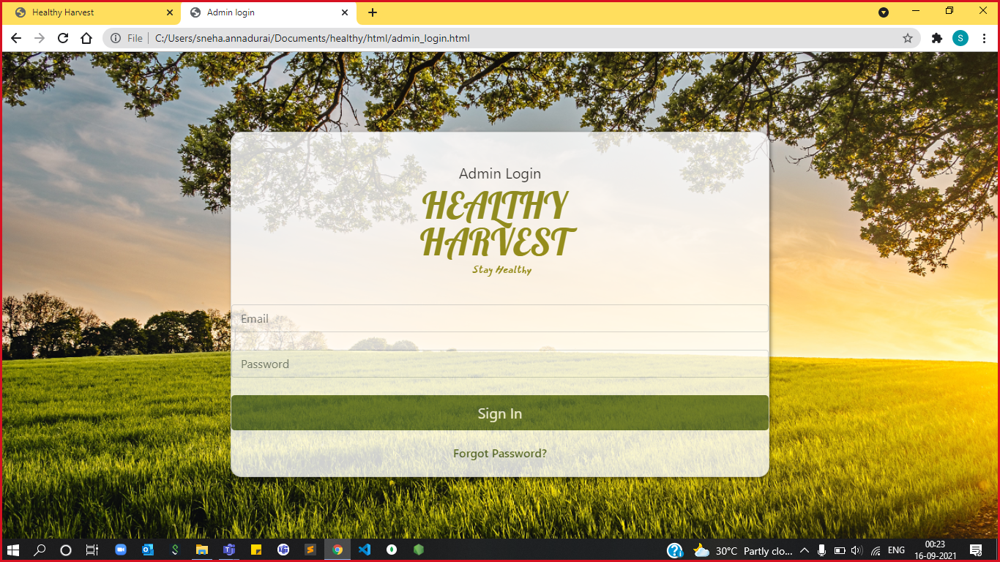 Healthy Harvest
Admin login
File
C:/Users/sneha.annadurai/Documents/healthy/html/admin_login.html
S
Admin Login
HEALTHY
HARVEST
Stay Healthy
Email
Password
Sign In
Forgot Password?
30°C Partly clo...
ENG
00:23
16-09-2021